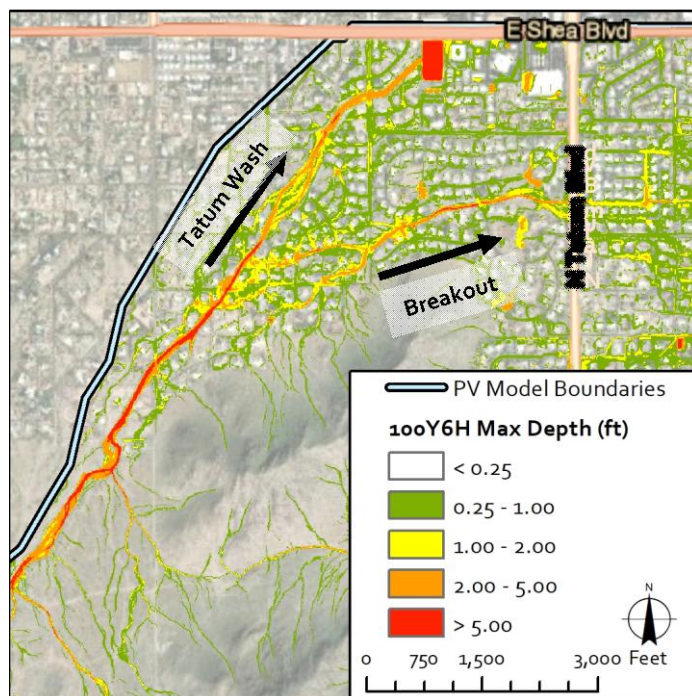 E Shea Blvd
Tatum Wash
Breakout
PV Model Boundaries
100Y6H Max Depth (ft)
< 0.25
0.25 - 1.00
1.00 - 2.00
2.00 - 5.00
> 5.00
N
Feet
0 750 1,500 3,000